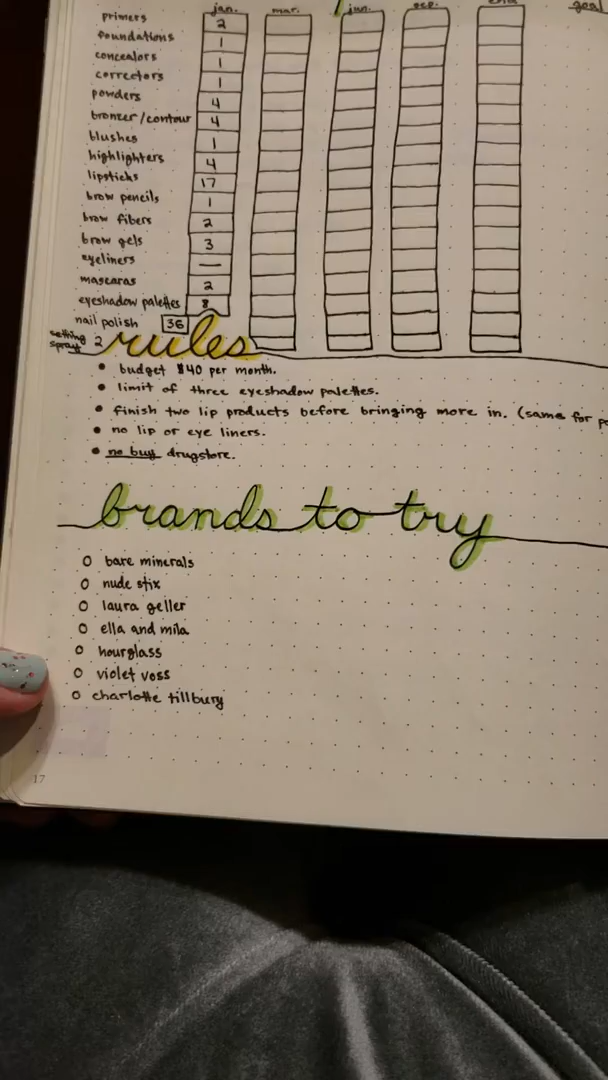 jan. mar. jun. sep. goal
primers 2
foundations 1
concealors 1
correctors 1
powders 4
bronzer/contour 4
blushes 1
highlighters 4
lipsticks 17
brow pencils 1
brow fibers 2
brow gels 3
eyeliners —
mascaras 2
eyeshadow palettes 8
nail polish 36
setting spray 2
rules
• budget $40 per month.
• limit of three eyeshadow palettes.
• finish two lip products before bringing more in. (same for
• no lip or eye liners.
• no buy drugstore.
brands to try
O bare minerals
O nude stix
O laura geller
O ella and mila
O hourglass
O violet voss
O charlotte tillbury
17